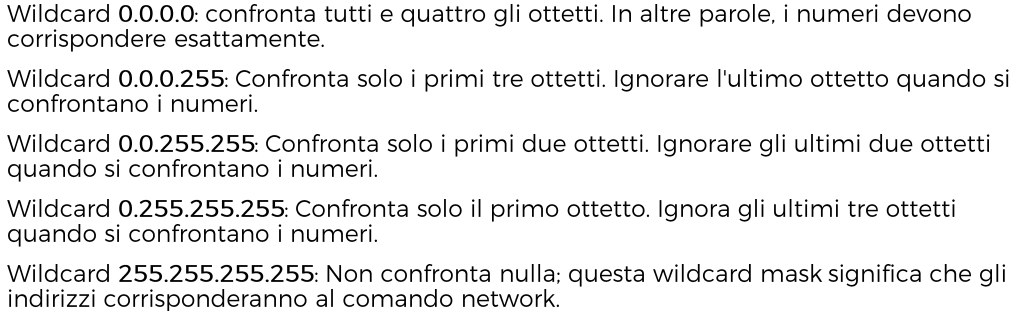 Wildcard 0.0.0.0: confronta tutti e quattro gli ottetti. In altre parole, i numeri devono
corrispondere esattamente.
Wildcard 0.0.0.255: Confronta solo i primi tre ottetti. Ignorare l'ultimo ottetto quando si
confrontano i numeri.
Wildcard 0.0.255.255: Confronta solo i primi due ottetti. Ignorare gli ultimi due ottetti
quando si confrontano i numeri.
Wildcard 0.255.255.255: Confronta solo il primo ottetto. Ignora gli ultimi tre ottetti
quando si confrontano i numeri.
Wildcard 255.255.255.255: Non confronta nulla; questa wildcard mask significa che gli
indirizzi corrisponderanno al comando network.